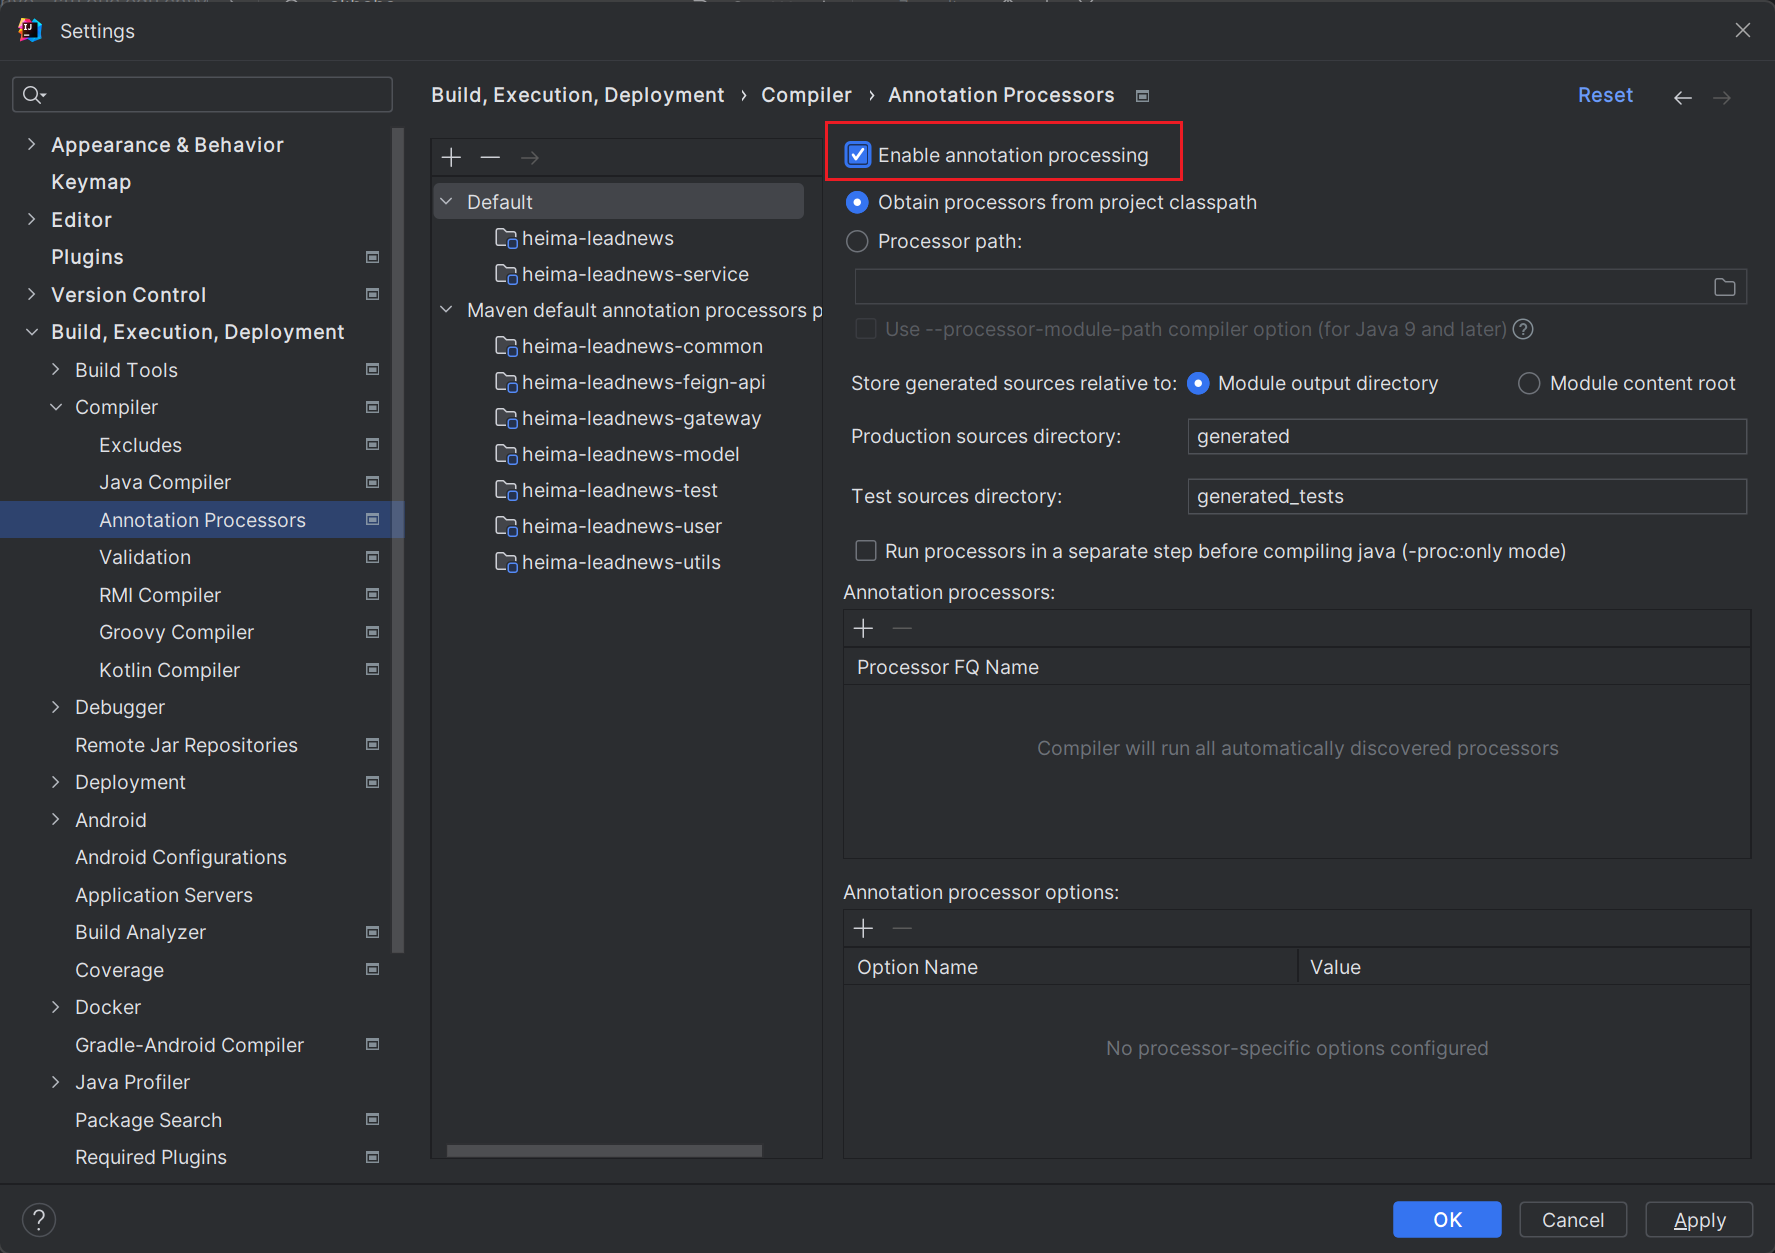 Settings
Build, Execution, Deployment › Compiler › Annotation Processors
Reset
Appearance & Behavior
Keymap
Editor
Plugins
Version Control
Build, Execution, Deployment
Build Tools
Compiler
Excludes
Java Compiler
Annotation Processors
Validation
RMI Compiler
Groovy Compiler
Kotlin Compiler
Debugger
Remote Jar Repositories
Deployment
Android
Android Configurations
Application Servers
Build Analyzer
Coverage
Docker
Gradle-Android Compiler
Java Profiler
Package Search
Required Plugins
Default
heima-leadnews
heima-leadnews-service
Maven default annotation processors p
heima-leadnews-common
heima-leadnews-feign-api
heima-leadnews-gateway
heima-leadnews-model
heima-leadnews-test
heima-leadnews-user
heima-leadnews-utils
Enable annotation processing
Obtain processors from project classpath
Processor path:
Use --processor-module-path compiler option (for Java 9 and later) ?
Store generated sources relative to: Module output directory Module content root
Production sources directory: generated
Test sources directory: generated_tests
Run processors in a separate step before compiling java (-proc:only mode)
Annotation processors:
Processor FQ Name
Compiler will run all automatically discovered processors
Annotation processor options:
Option Name Value
No processor-specific options configured
? OK Cancel Apply